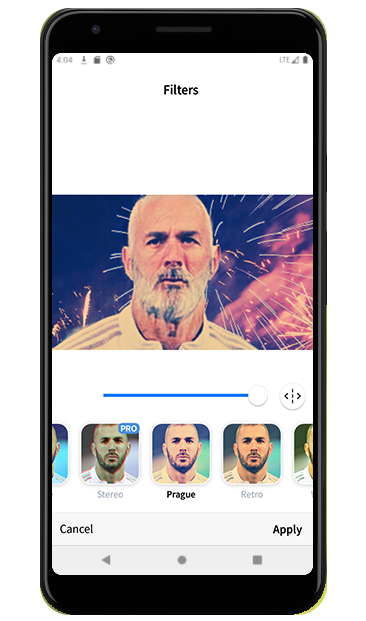 4:04
LTE
Filters
PRO
Stereo
Prague
Retro
Cancel
Apply